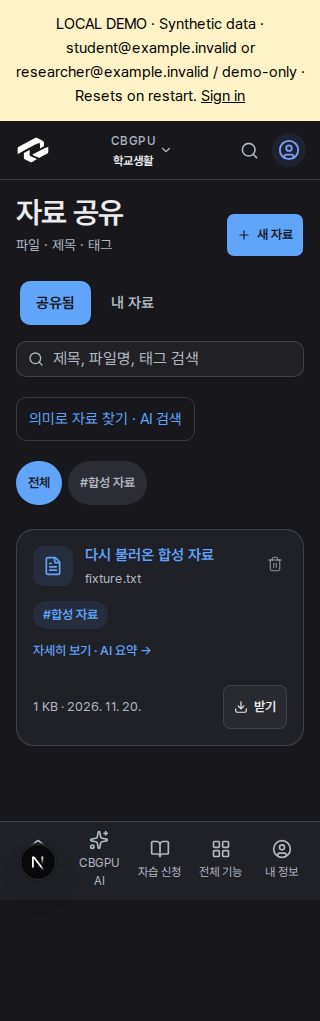 LOCAL DEMO · Synthetic data ·
student@example.invalid or
researcher@example.invalid / demo-only ·
Resets on restart. Sign in
CBGPU
학교생활
자료 공유
파일 · 제목 · 태그
+ 새 자료
공유됨 내 자료
제목, 파일명, 태그 검색
의미로 자료 찾기 · AI 검색
전체 #합성 자료
다시 불러온 합성 자료
fixture.txt
#합성 자료
자세히 보기 · AI 요약 →
1 KB · 2026. 11. 20. 받기
N
CBGPU
AI
자습 신청
전체 기능
내 정보